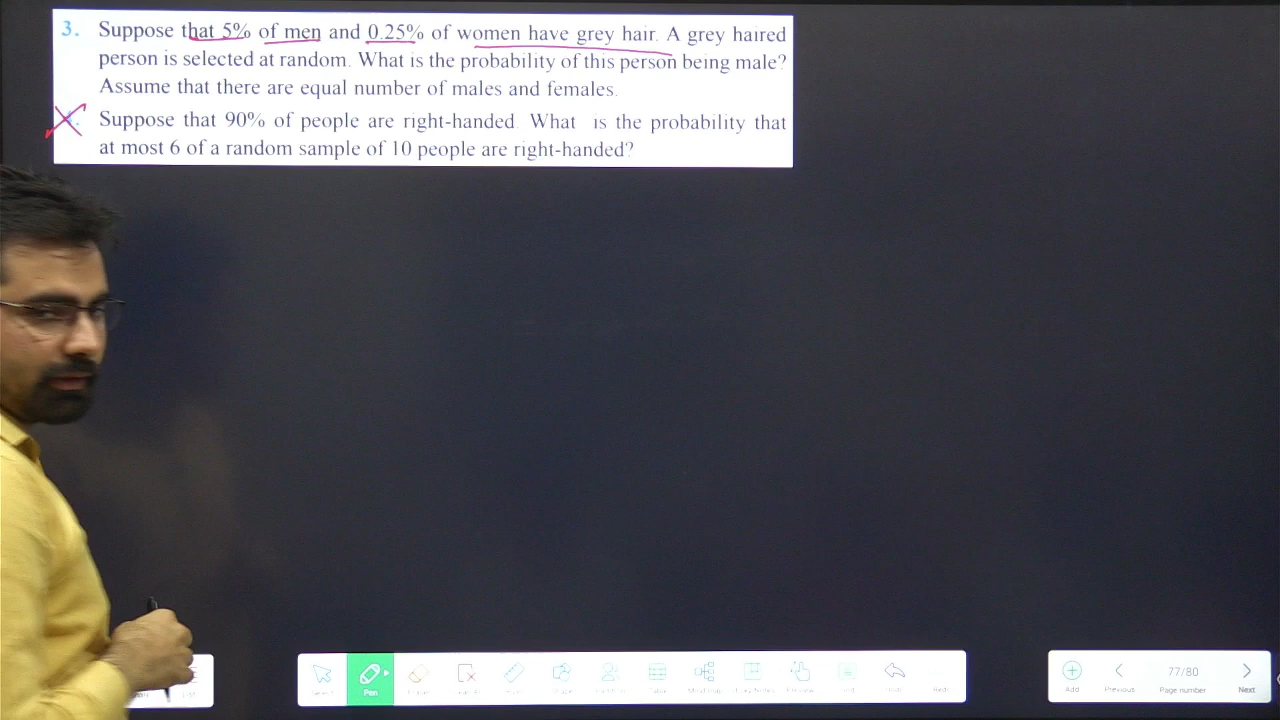 3. Suppose that 5% of men and 0.25% of women have grey hair. A grey haired
person is selected at random. What is the probability of this person being male?
Assume that there are equal number of males and females.
Suppose that 90% of people are right-handed. What is the probability that
at most 6 of a random sample of 10 people are right-handed?
Select
Pen
Undo
Redo
Add
Previous
77/80
Page number
Next